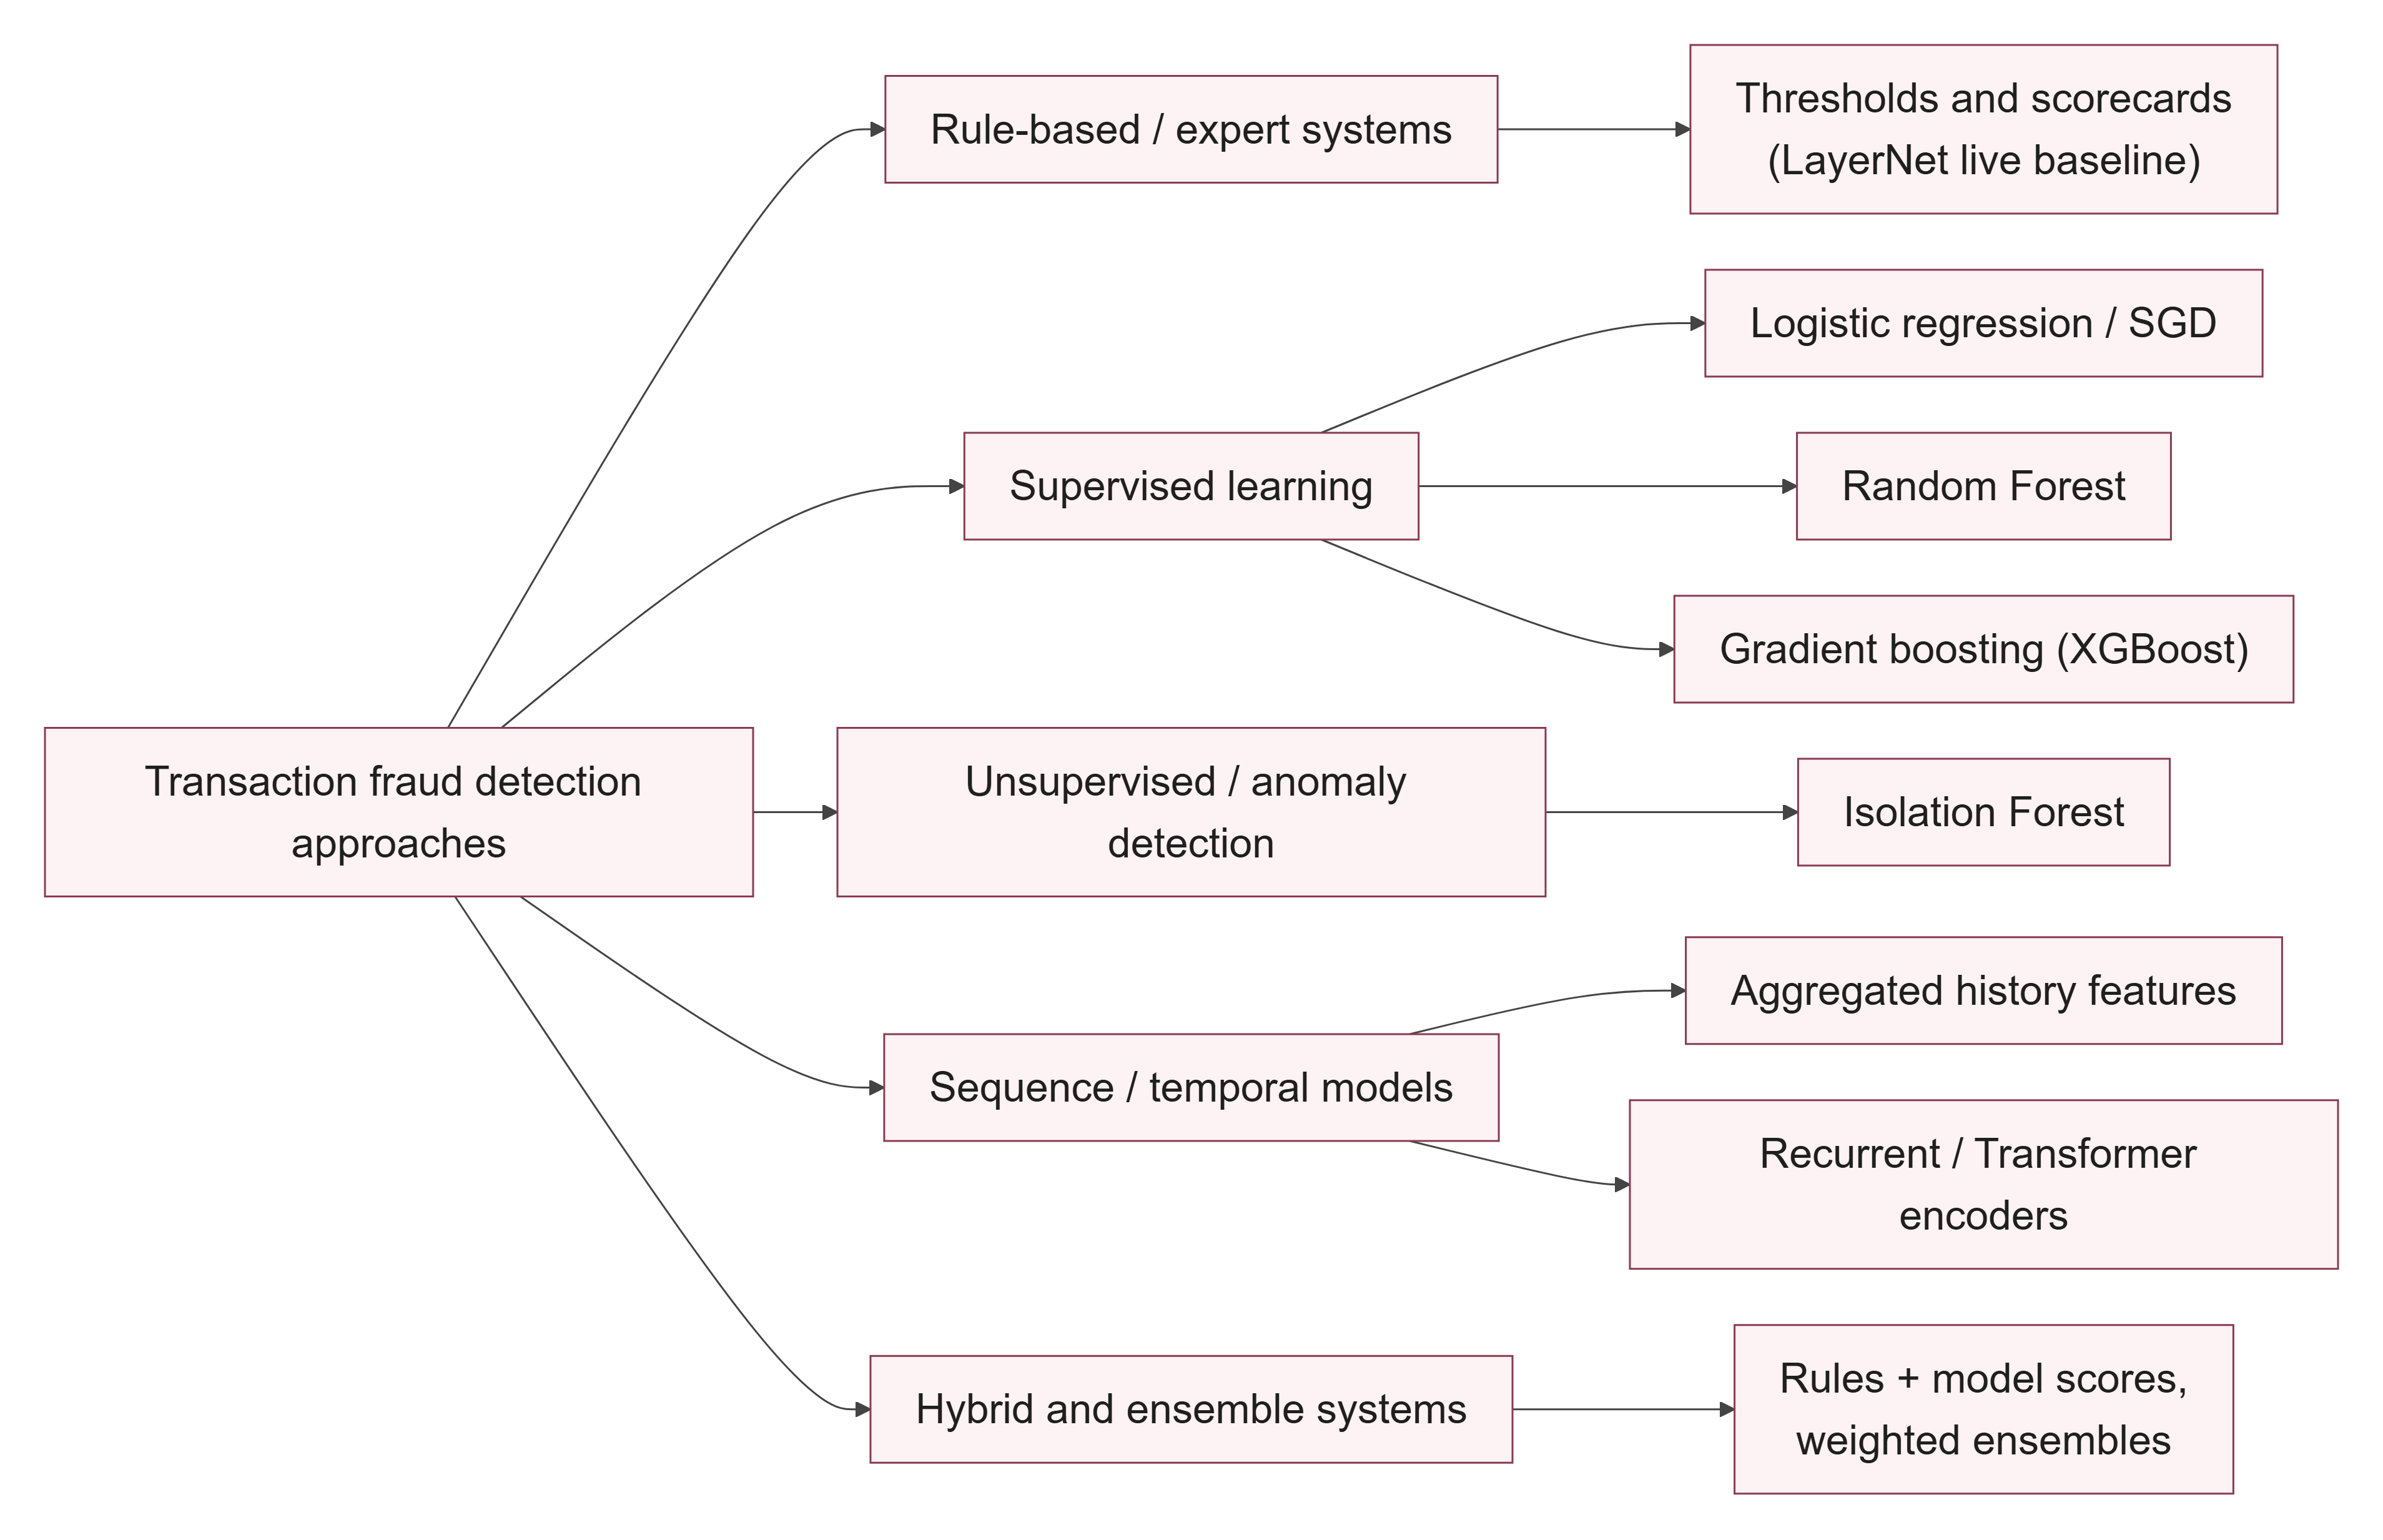 Transaction fraud detection
approaches
Rule-based / expert systems
Thresholds and scorecards
(LayerNet live baseline)
Supervised learning
Logistic regression / SGD
Random Forest
Gradient boosting (XGBoost)
Unsupervised / anomaly
detection
Isolation Forest
Sequence / temporal models
Aggregated history features
Recurrent / Transformer
encoders
Hybrid and ensemble systems
Rules + model scores,
weighted ensembles